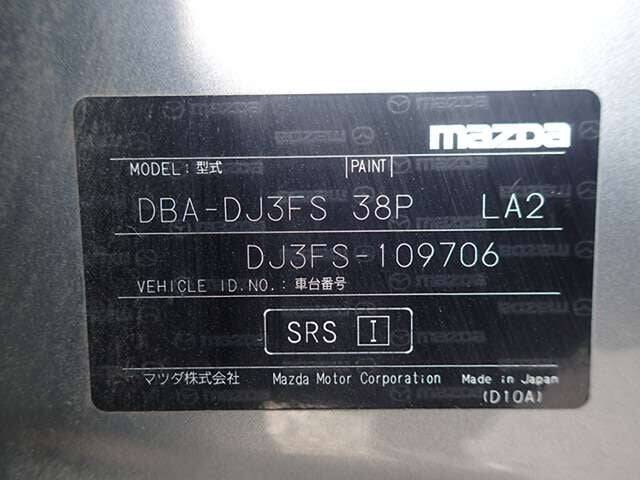 mazda
MODEL: 型式 PAINT
DBA-DJ3FS 38P LA2
DJ3FS-109706
VEHICLE ID.NO.: 車台番号
SRS I
マツダ株式会社 Mazda Motor Corporation Made in Japan
(D10A)